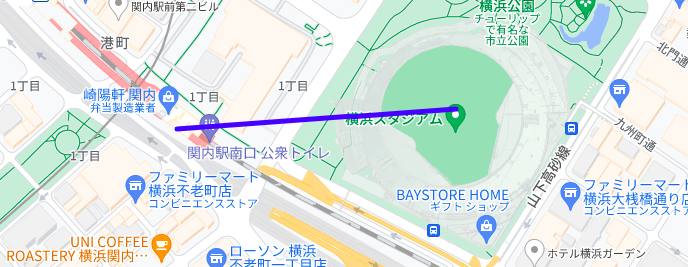 関内駅前第二ビル
港町
1丁目
崎陽軒 関内
弁当製造業者
1丁目
1丁目
1丁目
関内駅南口 公衆トイレ
ファミリーマート
横浜不老町店
コンビニエンスストア
UNI COFFEE
ROASTERY 横浜関内…
ローソン 横浜
不老町一丁目店
横浜公園
チューリップ
で有名な
市立公園
横浜スタジアム
BAYSTORE HOME
ギフト ショップ
山下高砂線
北門通
九州町通
ファミリーマート
横浜大桟橋通り店
コンビニエンスストア
ホテル横浜ガーデン